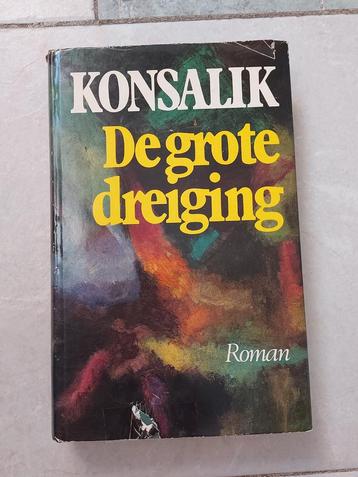 KONSALIK
De grote
dreiging
Roman